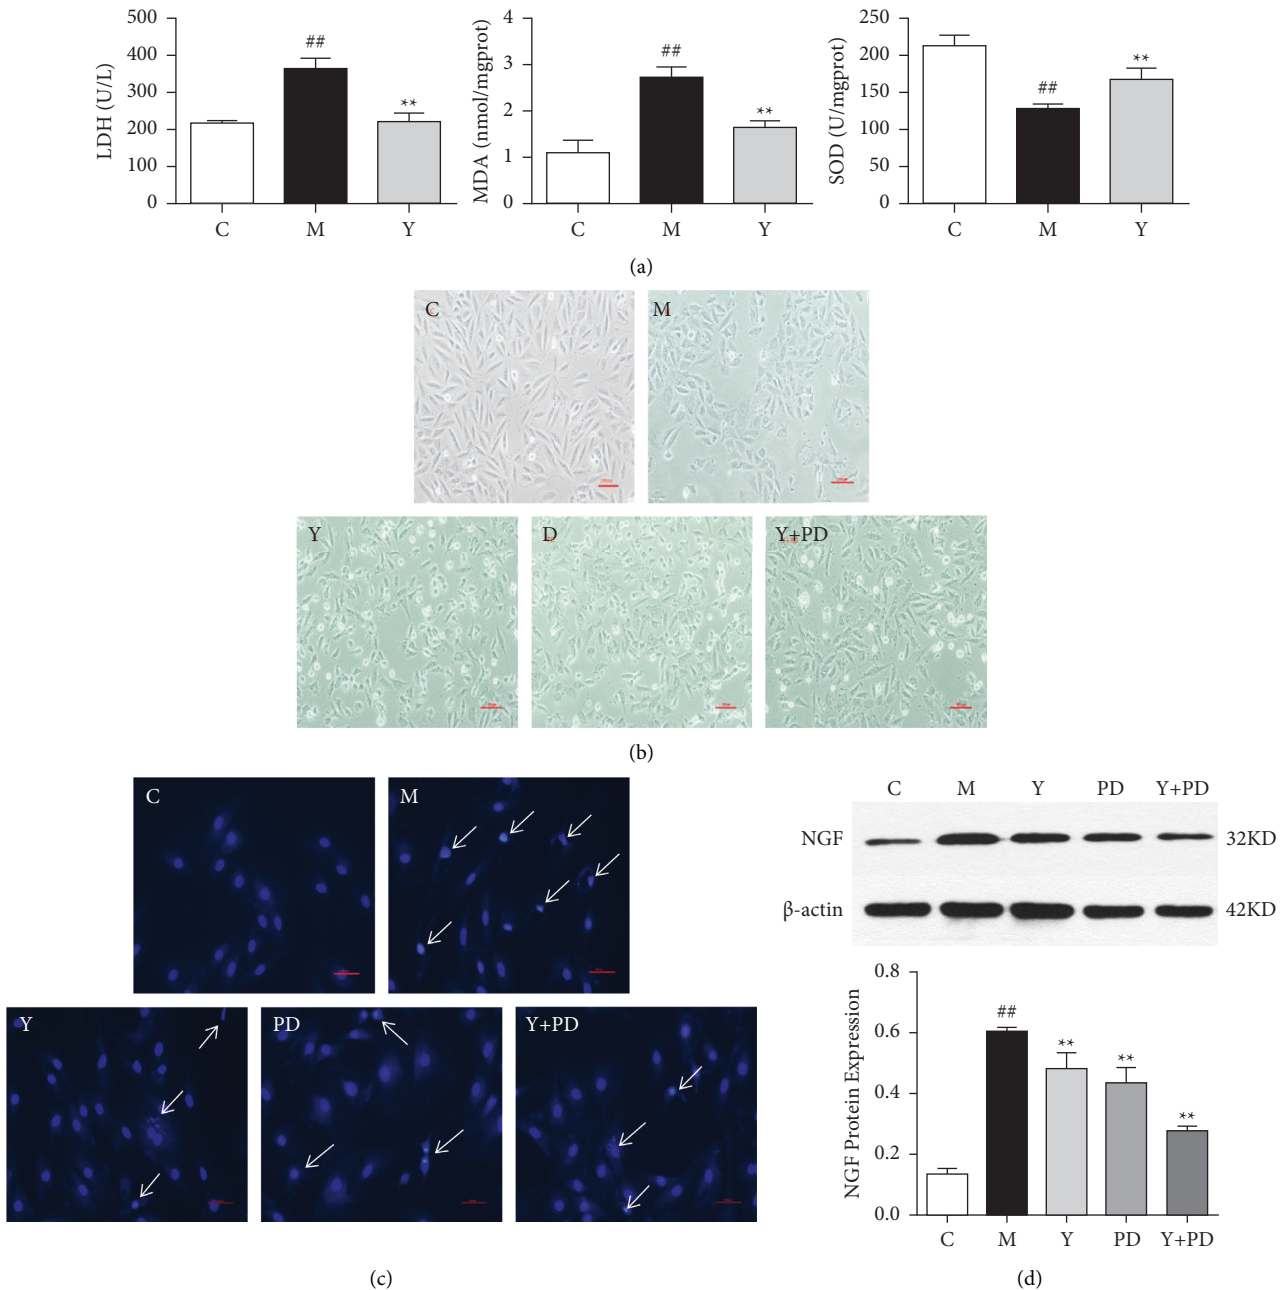 500
400
300
200
100
0
LDH (U/L)
##
**
C M Y
4
3
2
1
0
MDA (nmol/mgprot)
##
**
C M Y
250
200
150
100
50
0
SOD (U/mgprot)
##
**
C M Y
(a)
C M
Y D Y+PD
(b)
C M
Y PD Y+PD
(c)
C M Y PD Y+PD
NGF 32KD
β-actin 42KD
0.8
0.6
0.4
0.2
0.0
NGF Protein Expression
##
**
**
**
C M Y PD Y+PD
(d)